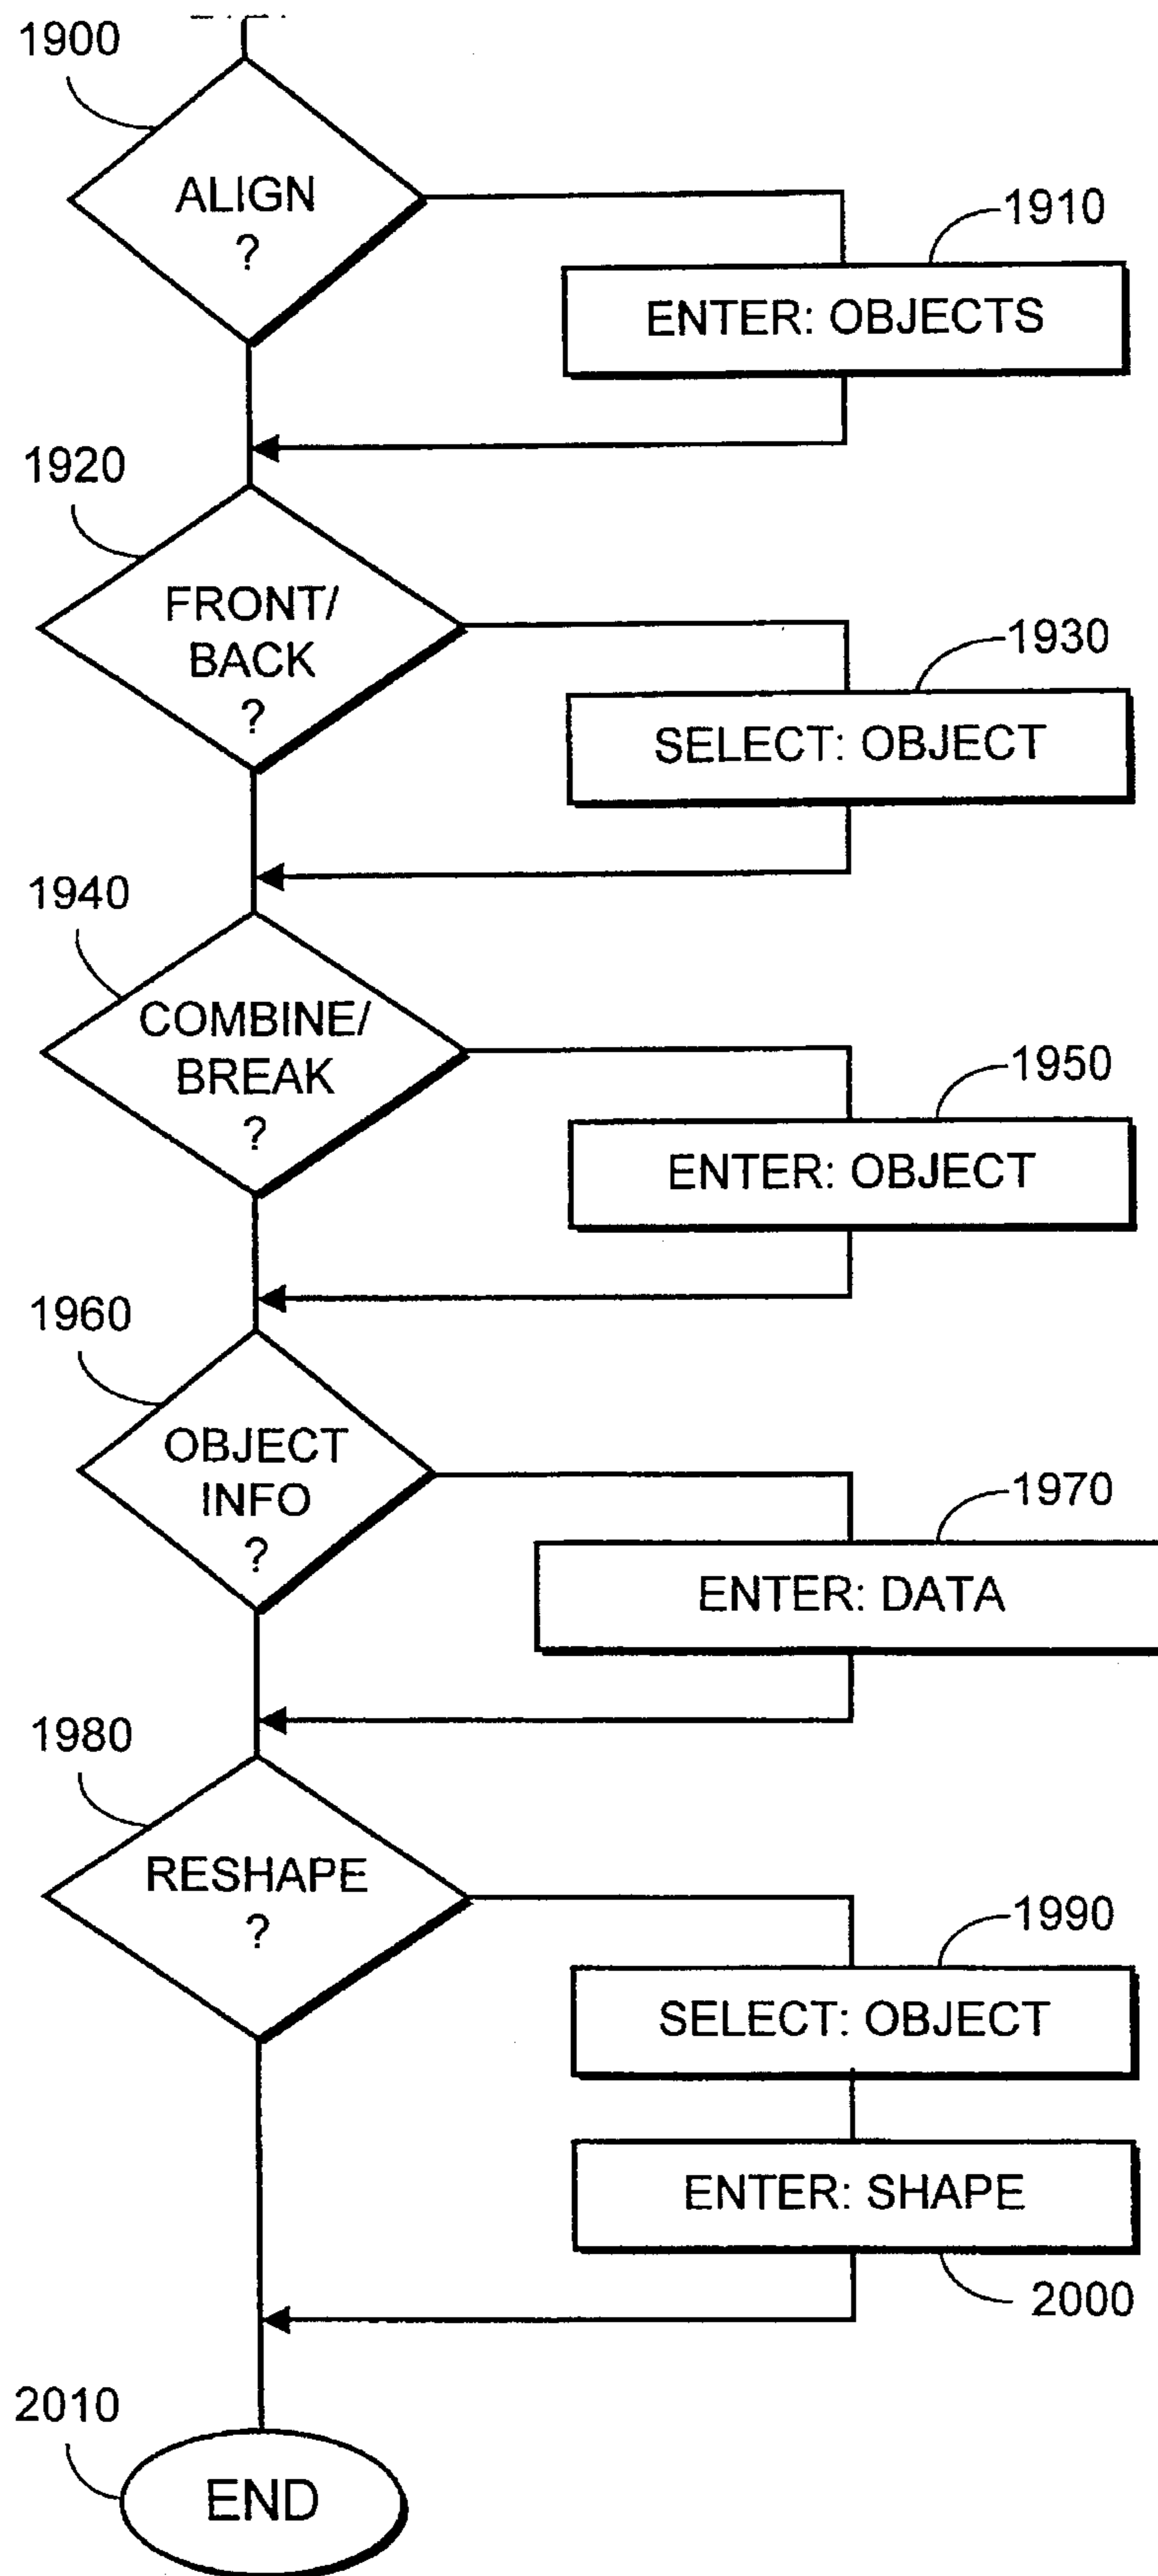 1900
ALIGN
?
1910
ENTER: OBJECTS
1920
FRONT/
BACK
?
1930
SELECT: OBJECT
1940
COMBINE/
BREAK
?
1950
ENTER: OBJECT
1960
OBJECT
INFO
?
1970
ENTER: DATA
1980
RESHAPE
?
1990
SELECT: OBJECT
ENTER: SHAPE
2000
2010
END